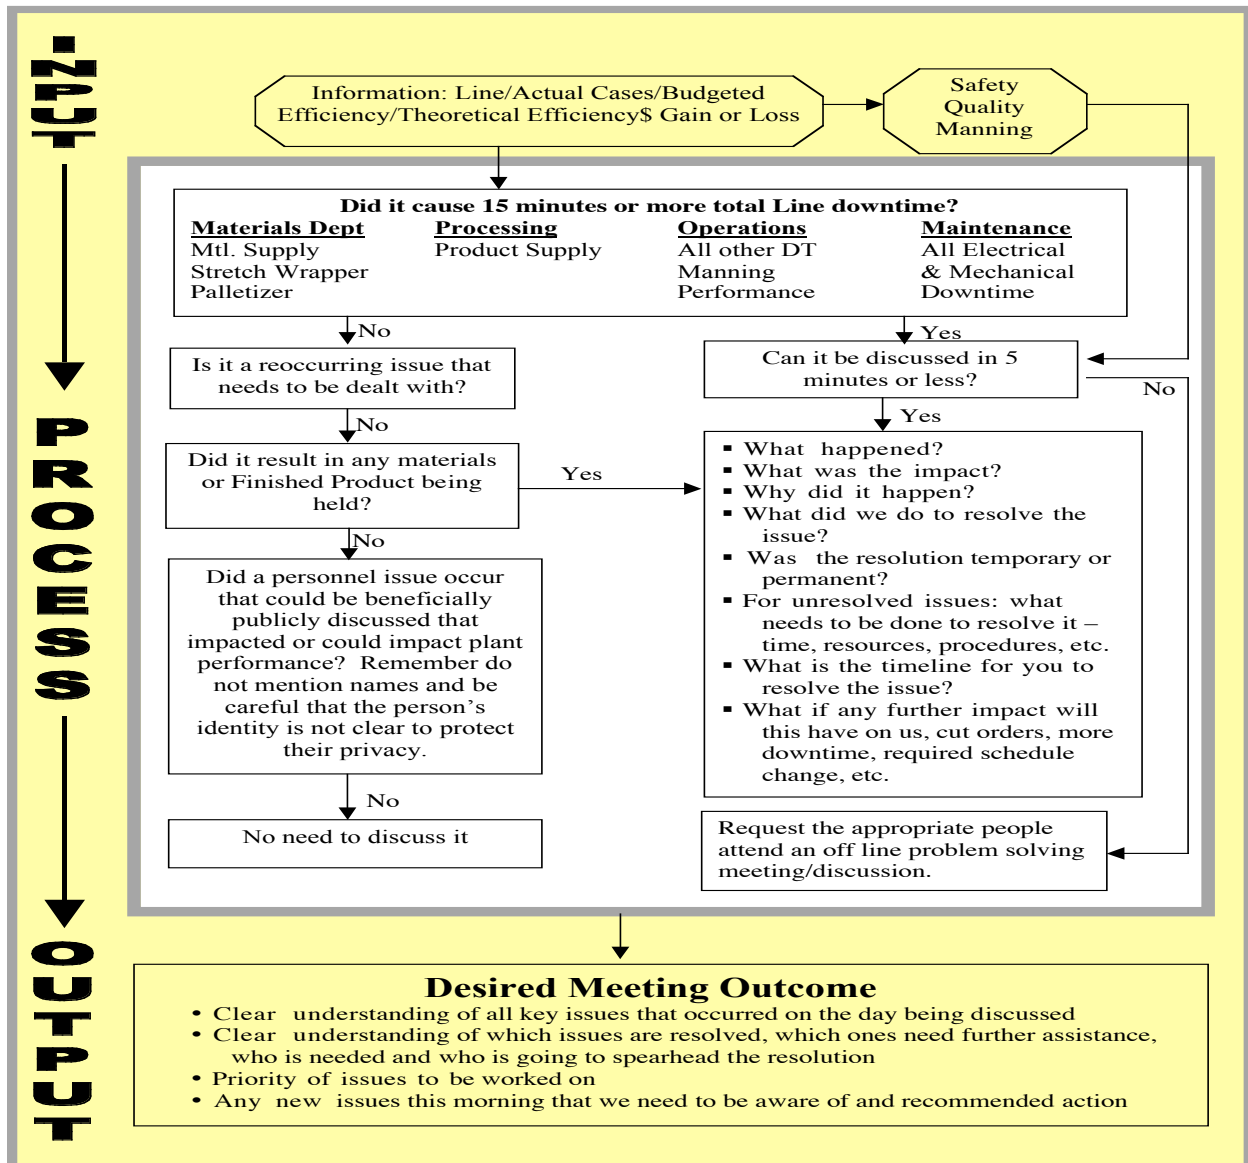 INPUT
Information: Line/Actual Cases/Budgeted
Efficiency/Theoretical Efficiency$ Gain or Loss
Safety
Quality
Manning
Did it cause 15 minutes or more total Line downtime?
Materials Dept
Mtl. Supply
Stretch Wrapper
Palletizer
Processing
Product Supply
Operations
All other DT
Manning
Performance
Maintenance
All Electrical
& Mechanical
Downtime
No
Yes
Is it a reoccurring issue that
needs to be dealt with?
Can it be discussed in 5
minutes or less?
No
No
Yes
PROCESS
Did it result in any materials
or Finished Product being
held?
Yes
▪ What happened?
▪ What was the impact?
▪ Why did it happen?
▪ What did we do to resolve the
issue?
▪ Was the resolution temporary or
permanent?
▪ For unresolved issues: what
needs to be done to resolve it –
time, resources, procedures, etc.
▪ What is the timeline for you to
resolve the issue?
▪ What if any further impact will
this have on us, cut orders, more
downtime, required schedule
change, etc.
No
Did a personnel issue occur
that could be beneficially
publicly discussed that
impacted or could impact plant
performance? Remember do
not mention names and be
careful that the person's
identity is not clear to protect
their privacy.
No
No need to discuss it
Request the appropriate people
attend an off line problem solving
meeting/discussion.
OUTPUT
Desired Meeting Outcome
• Clear understanding of all key issues that occurred on the day being discussed
• Clear understanding of which issues are resolved, which ones need further assistance,
who is needed and who is going to spearhead the resolution
• Priority of issues to be worked on
• Any new issues this morning that we need to be aware of and recommended action